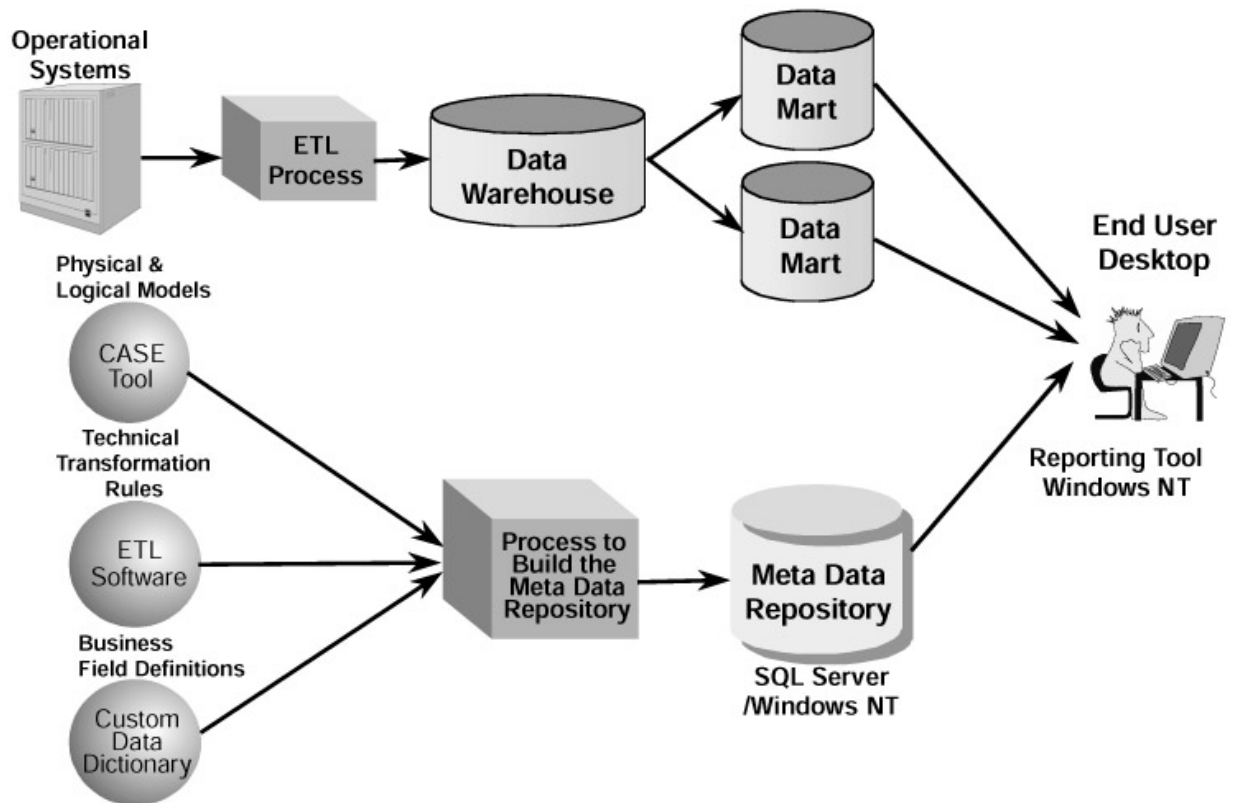 Operational
Systems
ETL
Process
Data
Warehouse
Data
Mart
Data
Mart
End User
Desktop
Reporting Tool
Windows NT
Physical &
Logical Models
CASE
Tool
Technical
Transformation
Rules
ETL
Software
Business
Field Definitions
Custom
Data
Dictionary
Process to
Build the
Meta Data
Repository
Meta Data
Repository
SQL Server
/Windows NT